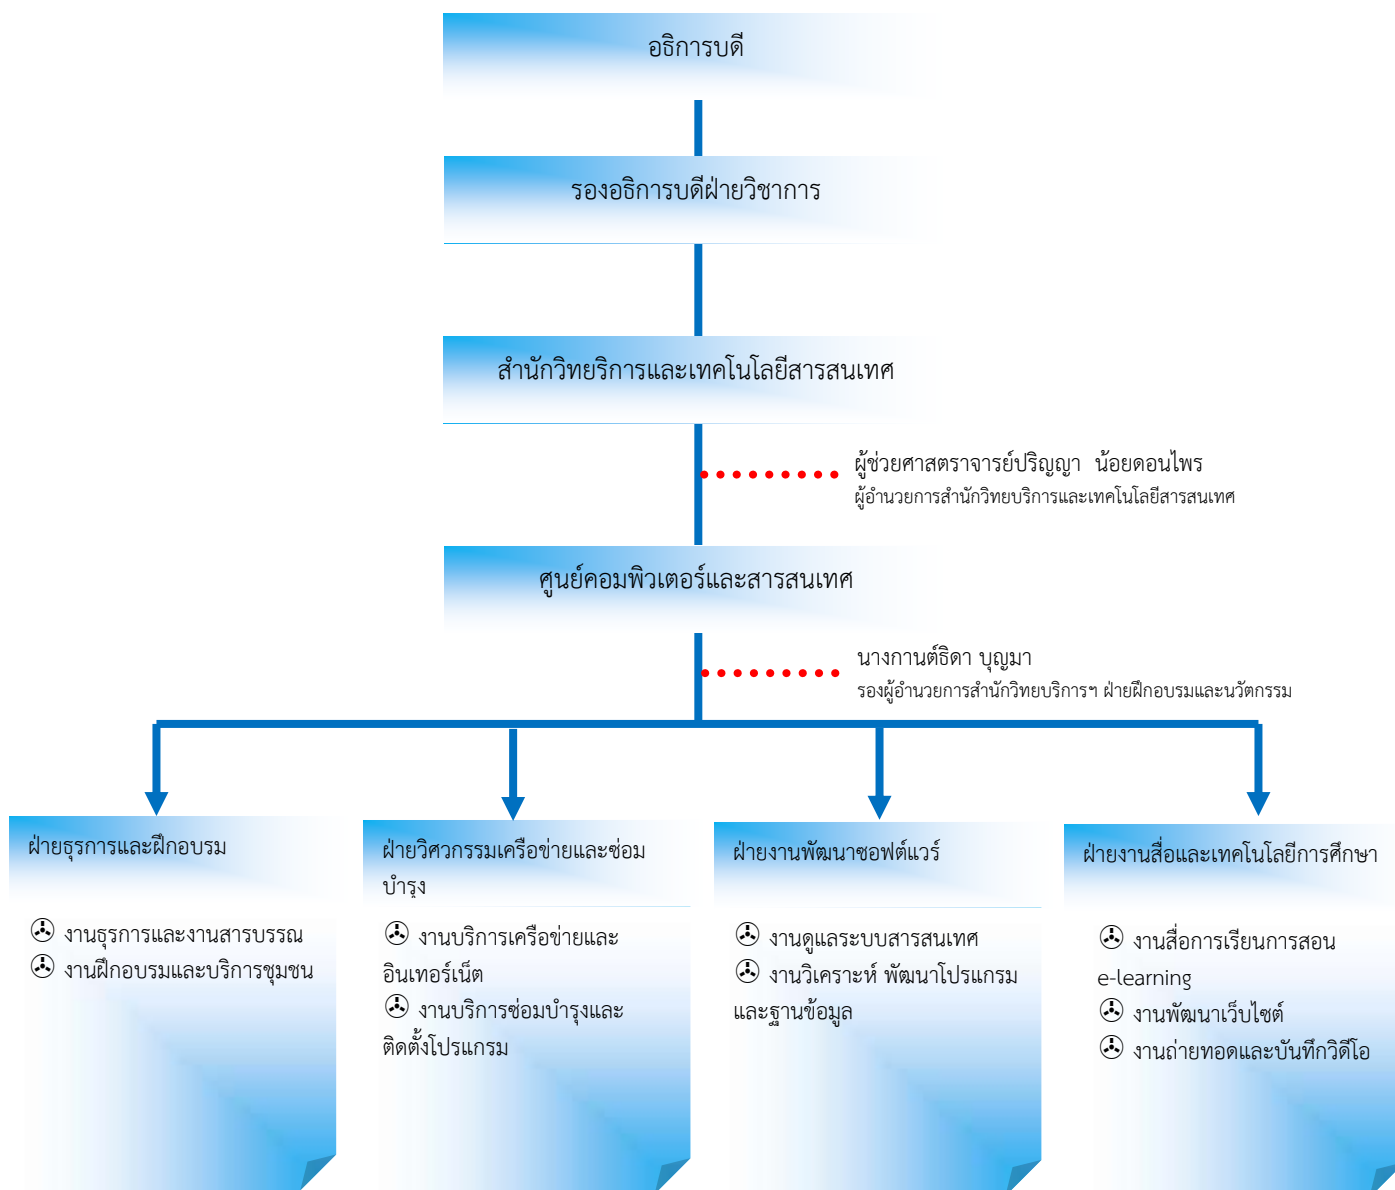 อธิการบดี
รองอธิการบดีฝ่ายวิชาการ
สำนักวิทยริการและเทคโนโลยีสารสนเทศ
ผู้ช่วยศาสตราจารย์ปริญญา น้อยดอนไพร
ผู้อำนวยการสำนักวิทยบริการและเทคโนโลยีสารสนเทศ
ศูนย์คอมพิวเตอร์และสารสนเทศ
นางกานต์ธิดา บุญมา
รองผู้อำนวยการสำนักวิทยบริการฯ ฝ่ายฝึกอบรมและนวัตกรรม
ฝ่ายธุรการและฝึกอบรม
งานธุรการและงานสารบรรณ
งานฝึกอบรมและบริการชุมชน
ฝ่ายวิศวกรรมเครือข่ายและซ่อม
บำรุง
งานบริการเครือข่ายและ
อินเทอร์เน็ต
งานบริการซ่อมบำรุงและ
ติดตั้งโปรแกรม
ฝ่ายงานพัฒนาซอฟต์แวร์
งานดูแลระบบสารสนเทศ
งานวิเคราะห์ พัฒนาโปรแกรม
และฐานข้อมูล
ฝ่ายงานสื่อและเทคโนโลยีการศึกษา
งานสื่อการเรียนการสอน
e-learning
งานพัฒนาเว็บไซต์
งานถ่ายทอดและบันทึกวิดีโอ